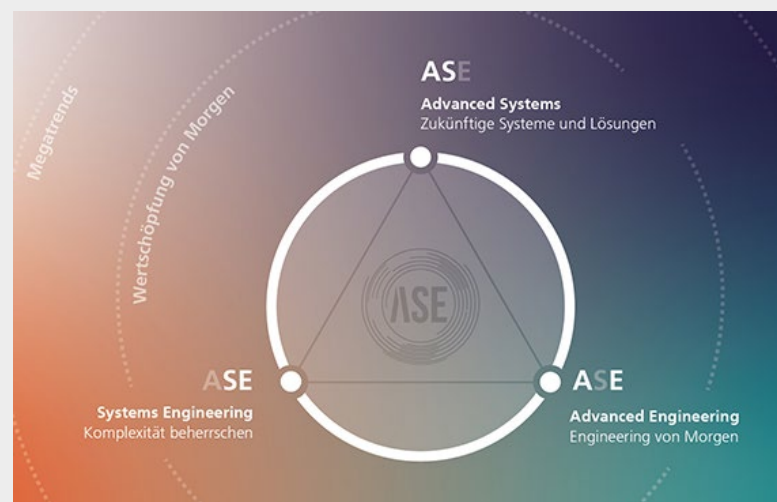 Megatrends
Wertschöpfung von Morgen
ASE
Advanced Systems
Zukünftige Systeme und Lösungen
ASE
ASE
Systems Engineering
Komplexität beherrschen
ASE
Advanced Engineering
Engineering von Morgen